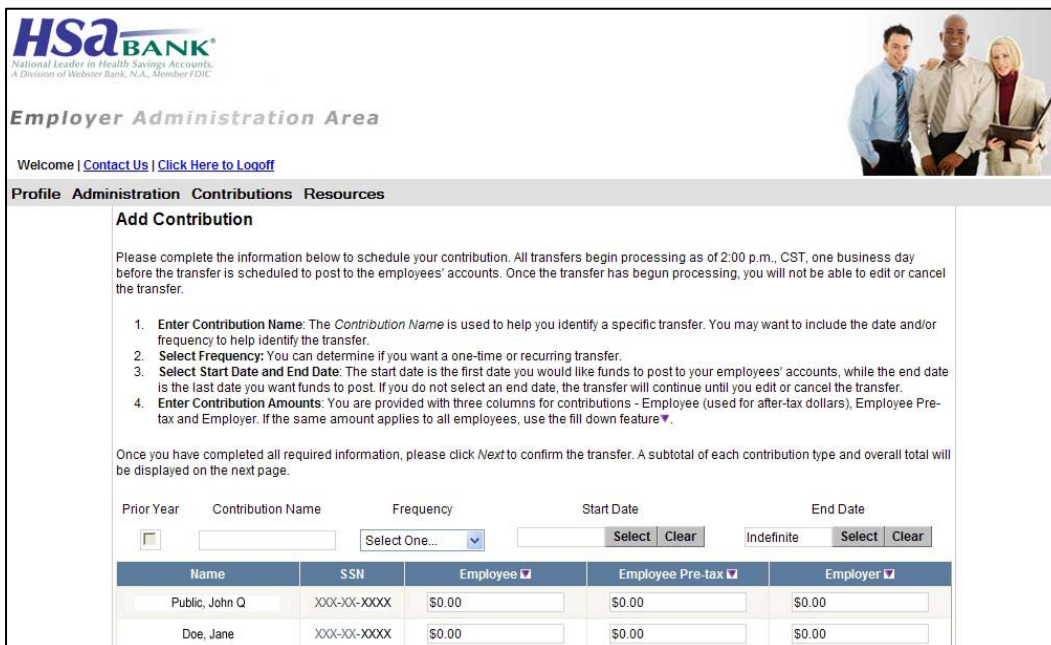 HSA BANK®
National Leader in Health Savings Accounts.
A Division of Webster Bank, N.A., Member FDIC
Employer Administration Area
Welcome | Contact Us | Click Here to Logoff
Profile Administration Contributions Resources
Add Contribution
Please complete the information below to schedule your contribution. All transfers begin processing as of 2:00 p.m., CST, one business day
before the transfer is scheduled to post to the employees' accounts. Once the transfer has begun processing, you will not be able to edit or cancel
the transfer.
1. Enter Contribution Name: The Contribution Name is used to help you identify a specific transfer. You may want to include the date and/or
frequency to help identify the transfer.
2. Select Frequency: You can determine if you want a one-time or recurring transfer.
3. Select Start Date and End Date: The start date is the first date you would like funds to post to your employees' accounts, while the end date
is the last date you want funds to post. If you do not select an end date, the transfer will continue until you edit or cancel the transfer.
4. Enter Contribution Amounts: You are provided with three columns for contributions - Employee (used for after-tax dollars), Employee Pre-
tax and Employer. If the same amount applies to all employees, use the fill down feature▼.
Once you have completed all required information, please click Next to confirm the transfer. A subtotal of each contribution type and overall total will
be displayed on the next page.
Prior Year Contribution Name Frequency Start Date End Date
Select One... Select Clear Indefinite Select Clear
Name SSN Employee Employee Pre-tax Employer
Public, John Q XXX-XX-XXXX $0.00 $0.00 $0.00
Doe, Jane XXX-XX-XXXX $0.00 $0.00 $0.00